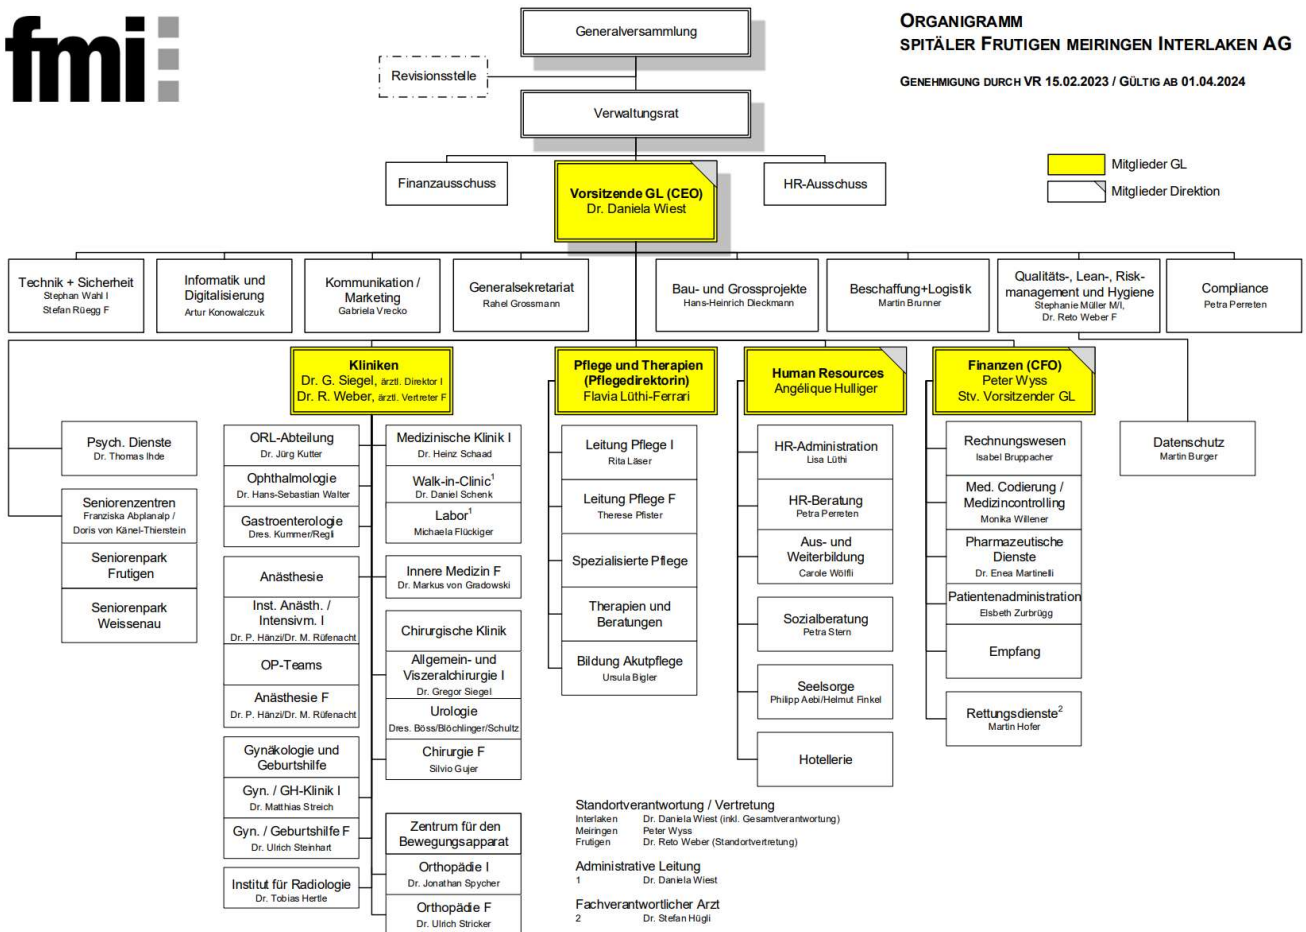 fmi
ORGANIGRAMM
SPITÄLER FRUTIGEN MEIRINGEN INTERLAKEN AG
GENEHMIGUNG DURCH VR 15.02.2023 / GÜLTIG AB 01.04.2024
Generalversammlung
Revisionsstelle
Verwaltungsrat
Mitglieder GL
Mitglieder Direktion
Finanzausschuss
Vorsitzende GL (CEO)
Dr. Daniela Wiest
HR-Ausschuss
Technik + Sicherheit
Stephan Wahl I
Stefan Rüegg F
Informatik und
Digitalisierung
Artur Konowalczuk
Kommunikation /
Marketing
Gabriela Vrecko
Generalsekretariat
Rahel Grossmann
Bau- und Grossprojekte
Hans-Heinrich Dieckmann
Beschaffung+Logistik
Martin Brunner
Qualitäts-, Lean-, Risk-
management und Hygiene
Stephanie Müller M/I,
Dr. Reto Weber F
Compliance
Petra Perreten
Kliniken
Dr. G. Siegel, ärztl. Direktor I
Dr. R. Weber, ärztl. Vertreter F
Pflege und Therapien
(Pflegedirektorin)
Flavia Lüthi-Ferrari
Human Resources
Angélique Hulliger
Finanzen (CFO)
Peter Wyss
Stv. Vorsitzender GL
Psych. Dienste
Dr. Thomas Ihde
Seniorenzentren
Franziska Abplanalp /
Doris von Känel-Thierstein
Seniorenpark
Frutigen
Seniorenpark
Weissenau
ORL-Abteilung
Dr. Jürg Kutter
Ophthalmologie
Dr. Hans-Sebastian Walter
Gastroenterologie
Dres. Kummer/Regli
Anästhesie
Inst. Anästh. /
Intensivm. I
Dr. P. Hänzi/Dr. M. Rüfenacht
OP-Teams
Anästhesie F
Dr. P. Hänzi/Dr. M. Rüfenacht
Gynäkologie und
Geburtshilfe
Gyn. / GH-Klinik I
Dr. Matthias Streich
Gyn. / Geburtshilfe F
Dr. Ulrich Steinhart
Institut für Radiologie
Dr. Tobias Hertle
Medizinische Klinik I
Dr. Heinz Schaad
Walk-in-Clinic¹
Dr. Daniel Schenk
Labor¹
Michaela Flückiger
Innere Medizin F
Dr. Markus von Gradowski
Chirurgische Klinik
Allgemein- und
Viszeralchirurgie I
Dr. Gregor Siegel
Urologie
Dres. Böss/Blöchlinger/Schultz
Chirurgie F
Silvio Gujer
Zentrum für den
Bewegungsapparat
Orthopädie I
Dr. Jonathan Spycher
Orthopädie F
Dr. Ulrich Stricker
Leitung Pflege I
Rita Läser
Leitung Pflege F
Therese Pfister
Spezialisierte Pflege
Therapien und
Beratungen
Bildung Akutpflege
Ursula Bigler
HR-Administration
Lisa Lüthi
HR-Beratung
Petra Perreten
Aus- und
Weiterbildung
Carole Wölfli
Sozialberatung
Petra Stern
Seelsorge
Philipp Aebi/Helmut Finkel
Hotellerie
Rechnungswesen
Isabel Bruppacher
Med. Codierung /
Medizincontrolling
Monika Willener
Pharmazeutische
Dienste
Dr. Enea Martinelli
Patientenadministration
Elsbeth Zurbrügg
Empfang
Rettungsdienste²
Martin Hofer
Datenschutz
Martin Burger
Standortverantwortung / Vertretung
Interlaken Dr. Daniela Wiest (inkl. Gesamtverantwortung)
Meiringen Peter Wyss
Frutigen Dr. Reto Weber (Standortvertretung)
Administrative Leitung
1 Dr. Daniela Wiest
Fachverantwortlicher Arzt
2 Dr. Stefan Hügli